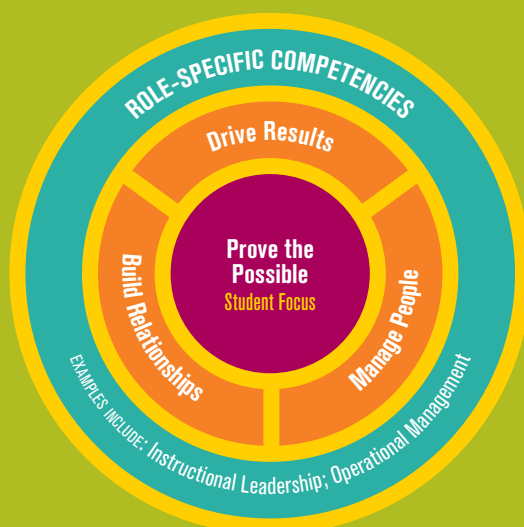 ROLE-SPECIFIC COMPETENCIES
Drive Results
Prove the
Possible
Student Focus
Build Relationships
Manage People
EXAMPLES INCLUDE: Instructional Leadership; Operational Management